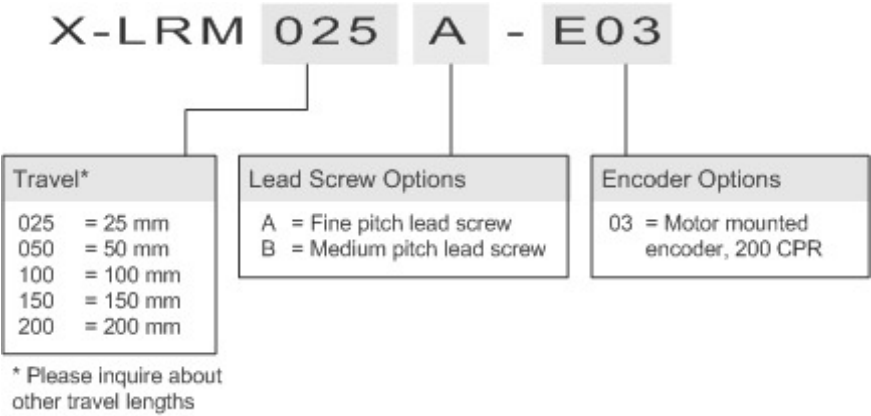 X-LRM 025 A - E03
Travel*
025 = 25 mm
050 = 50 mm
100 = 100 mm
150 = 150 mm
200 = 200 mm
* Please inquire about
other travel lengths
Lead Screw Options
A = Fine pitch lead screw
B = Medium pitch lead screw
Encoder Options
03 = Motor mounted
encoder, 200 CPR